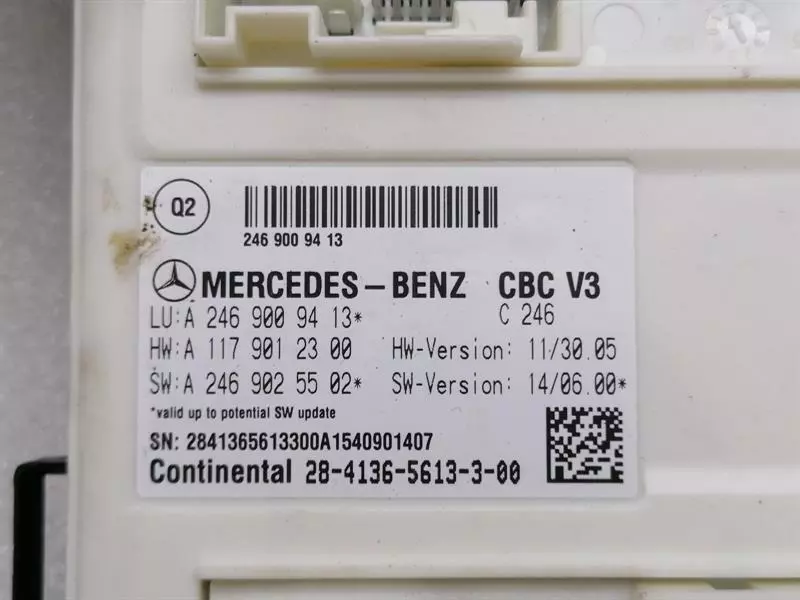 Q2
246 900 94 13
MERCEDES-BENZ CBC V3
LU:A 246 900 94 13* C 246
HW:A 117 901 23 00 HW-Version: 11/30.05
SW:A 246 902 55 02* SW-Version: 14/06.00*
*valid up to potential SW update
SN: 2841365613300A1540901407
Continental 28-4136-5613-3-00